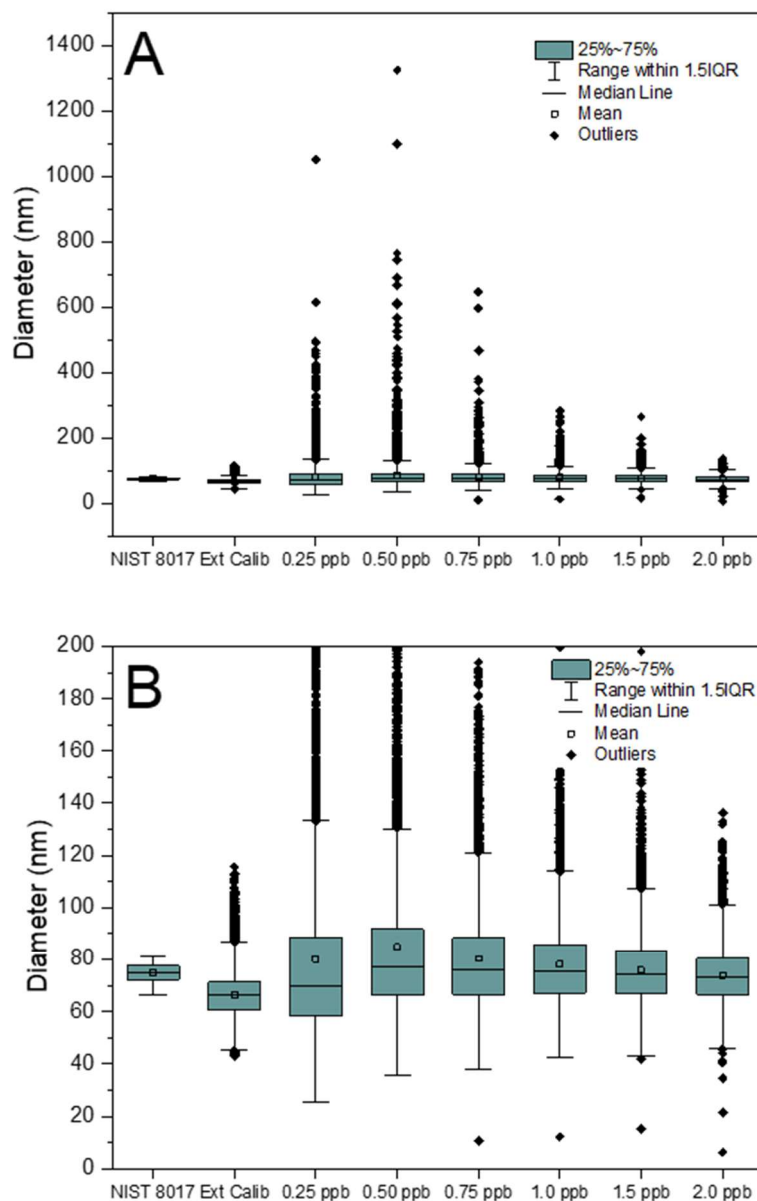 A
25%~75%
Range within 1.5IQR
Median Line
Mean
Outliers
Diameter (nm)
1400
1200
1000
800
600
400
200
0
NIST 8017 Ext Calib 0.25 ppb 0.50 ppb 0.75 ppb 1.0 ppb 1.5 ppb 2.0 ppb
B
25%~75%
Range within 1.5IQR
Median Line
Mean
Outliers
Diameter (nm)
200
180
160
140
120
100
80
60
40
20
0
NIST 8017 Ext Calib 0.25 ppb 0.50 ppb 0.75 ppb 1.0 ppb 1.5 ppb 2.0 ppb